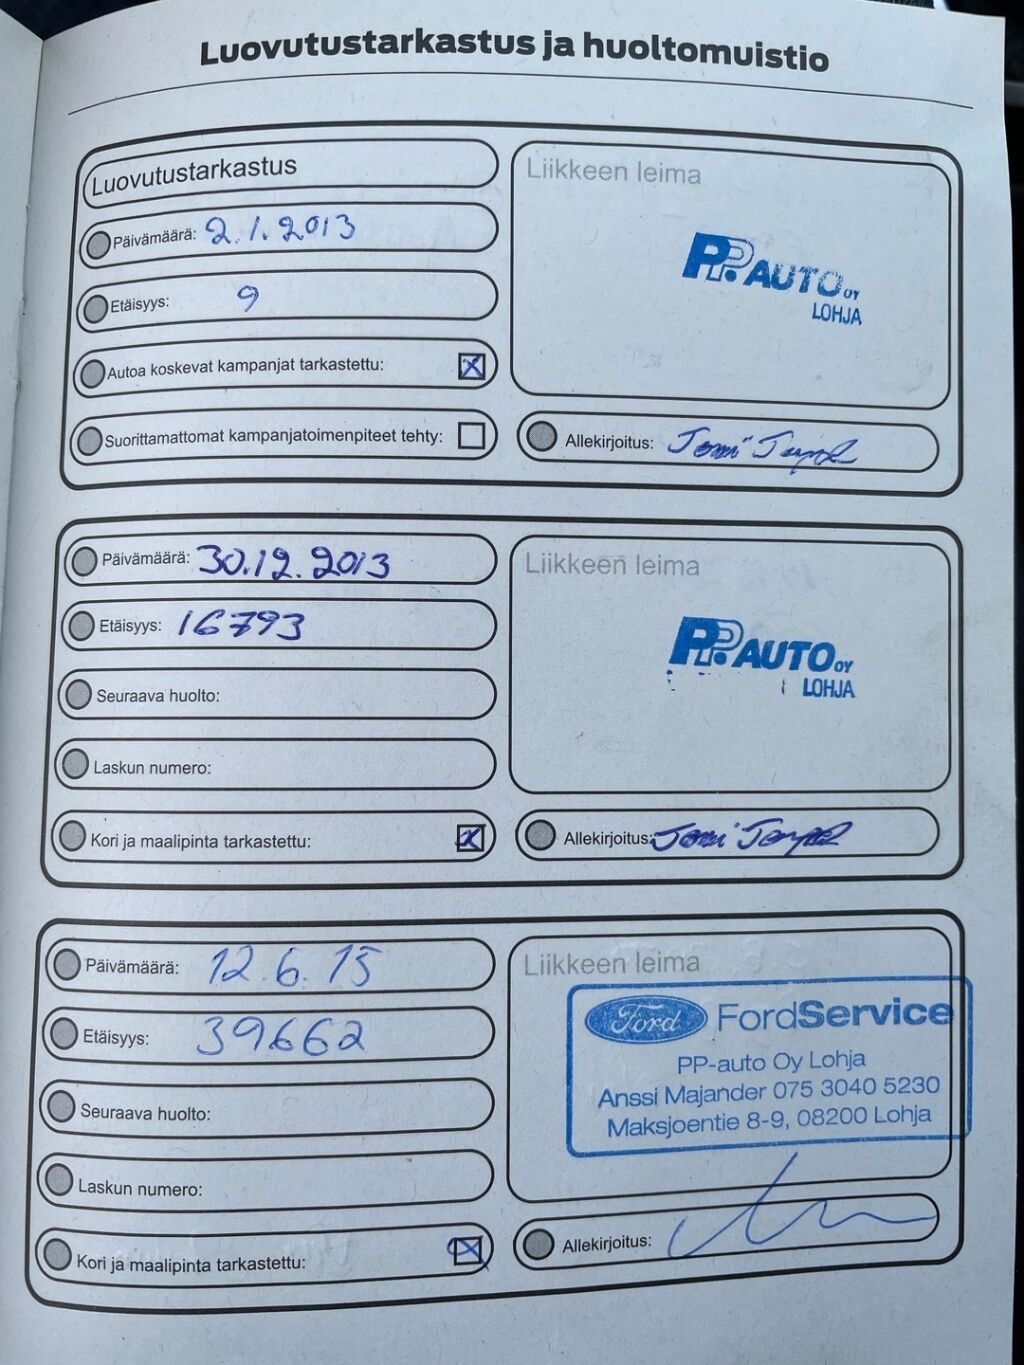 Luovutustarkastus ja huoltomuistio
Luovutustarkastus
Päivämäärä: 2.1.2013
Etäisyys: 9
Autoa koskevat kampanjat tarkastettu: X
Suorittamattomat kampanjatoimenpiteet tehty:
Liikkeen leima
PP.AUTO OY
LOHJA
Allekirjoitus: Tomi
Päivämäärä: 30.12.2013
Etäisyys: 16793
Seuraava huolto:
Laskun numero:
Kori ja maalipinta tarkastettu: X
Liikkeen leima
PP.AUTO OY
LOHJA
Allekirjoitus: Tomi
Päivämäärä: 12.6.15
Etäisyys: 39662
Seuraava huolto:
Laskun numero:
Kori ja maalipinta tarkastettu: X
Liikkeen leima
Ford FordService
PP-auto Oy Lohja
Anssi Majander 075 3040 5230
Maksjoentie 8-9, 08200 Lohja
Allekirjoitus: